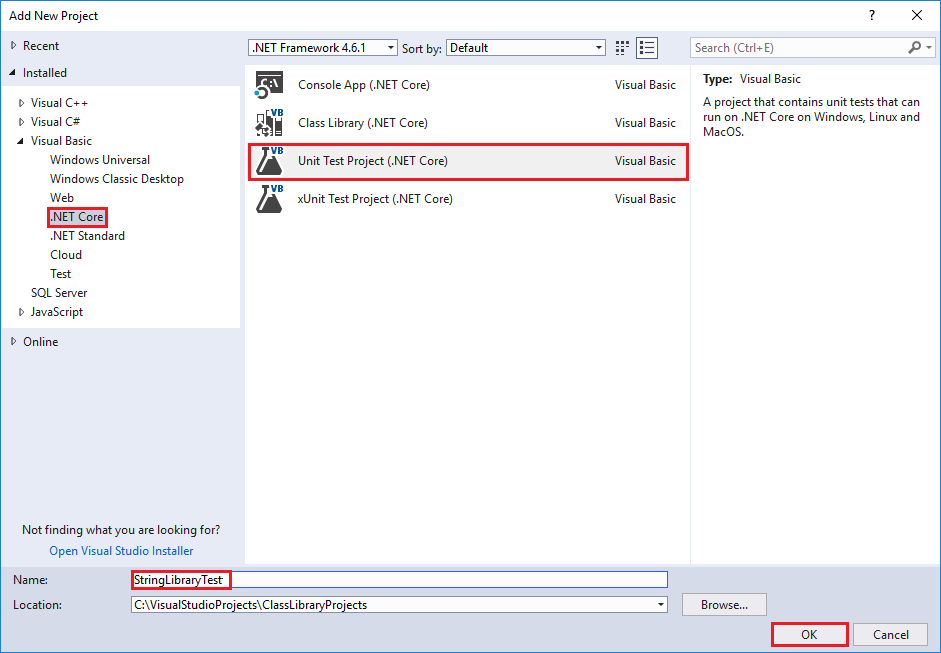 Add New Project
?
Recent
.NET Framework 4.6.1
Sort by:
Default
Search (Ctrl+E)
Installed
Visual C++
Visual C#
Visual Basic
Windows Universal
Windows Classic Desktop
Web
.NET Core
.NET Standard
Cloud
Test
SQL Server
JavaScript
Online
Not finding what you are looking for?
Open Visual Studio Installer
C:\
Console App (.NET Core) Visual Basic
VB
Class Library (.NET Core) Visual Basic
VB
Unit Test Project (.NET Core) Visual Basic
VB
xUnit Test Project (.NET Core) Visual Basic
Type: Visual Basic
A project that contains unit tests that can
run on .NET Core on Windows, Linux and
MacOS.
Name: StringLibraryTest
Location: C:\VisualStudioProjects\ClassLibraryProjects
Browse...
OK
Cancel